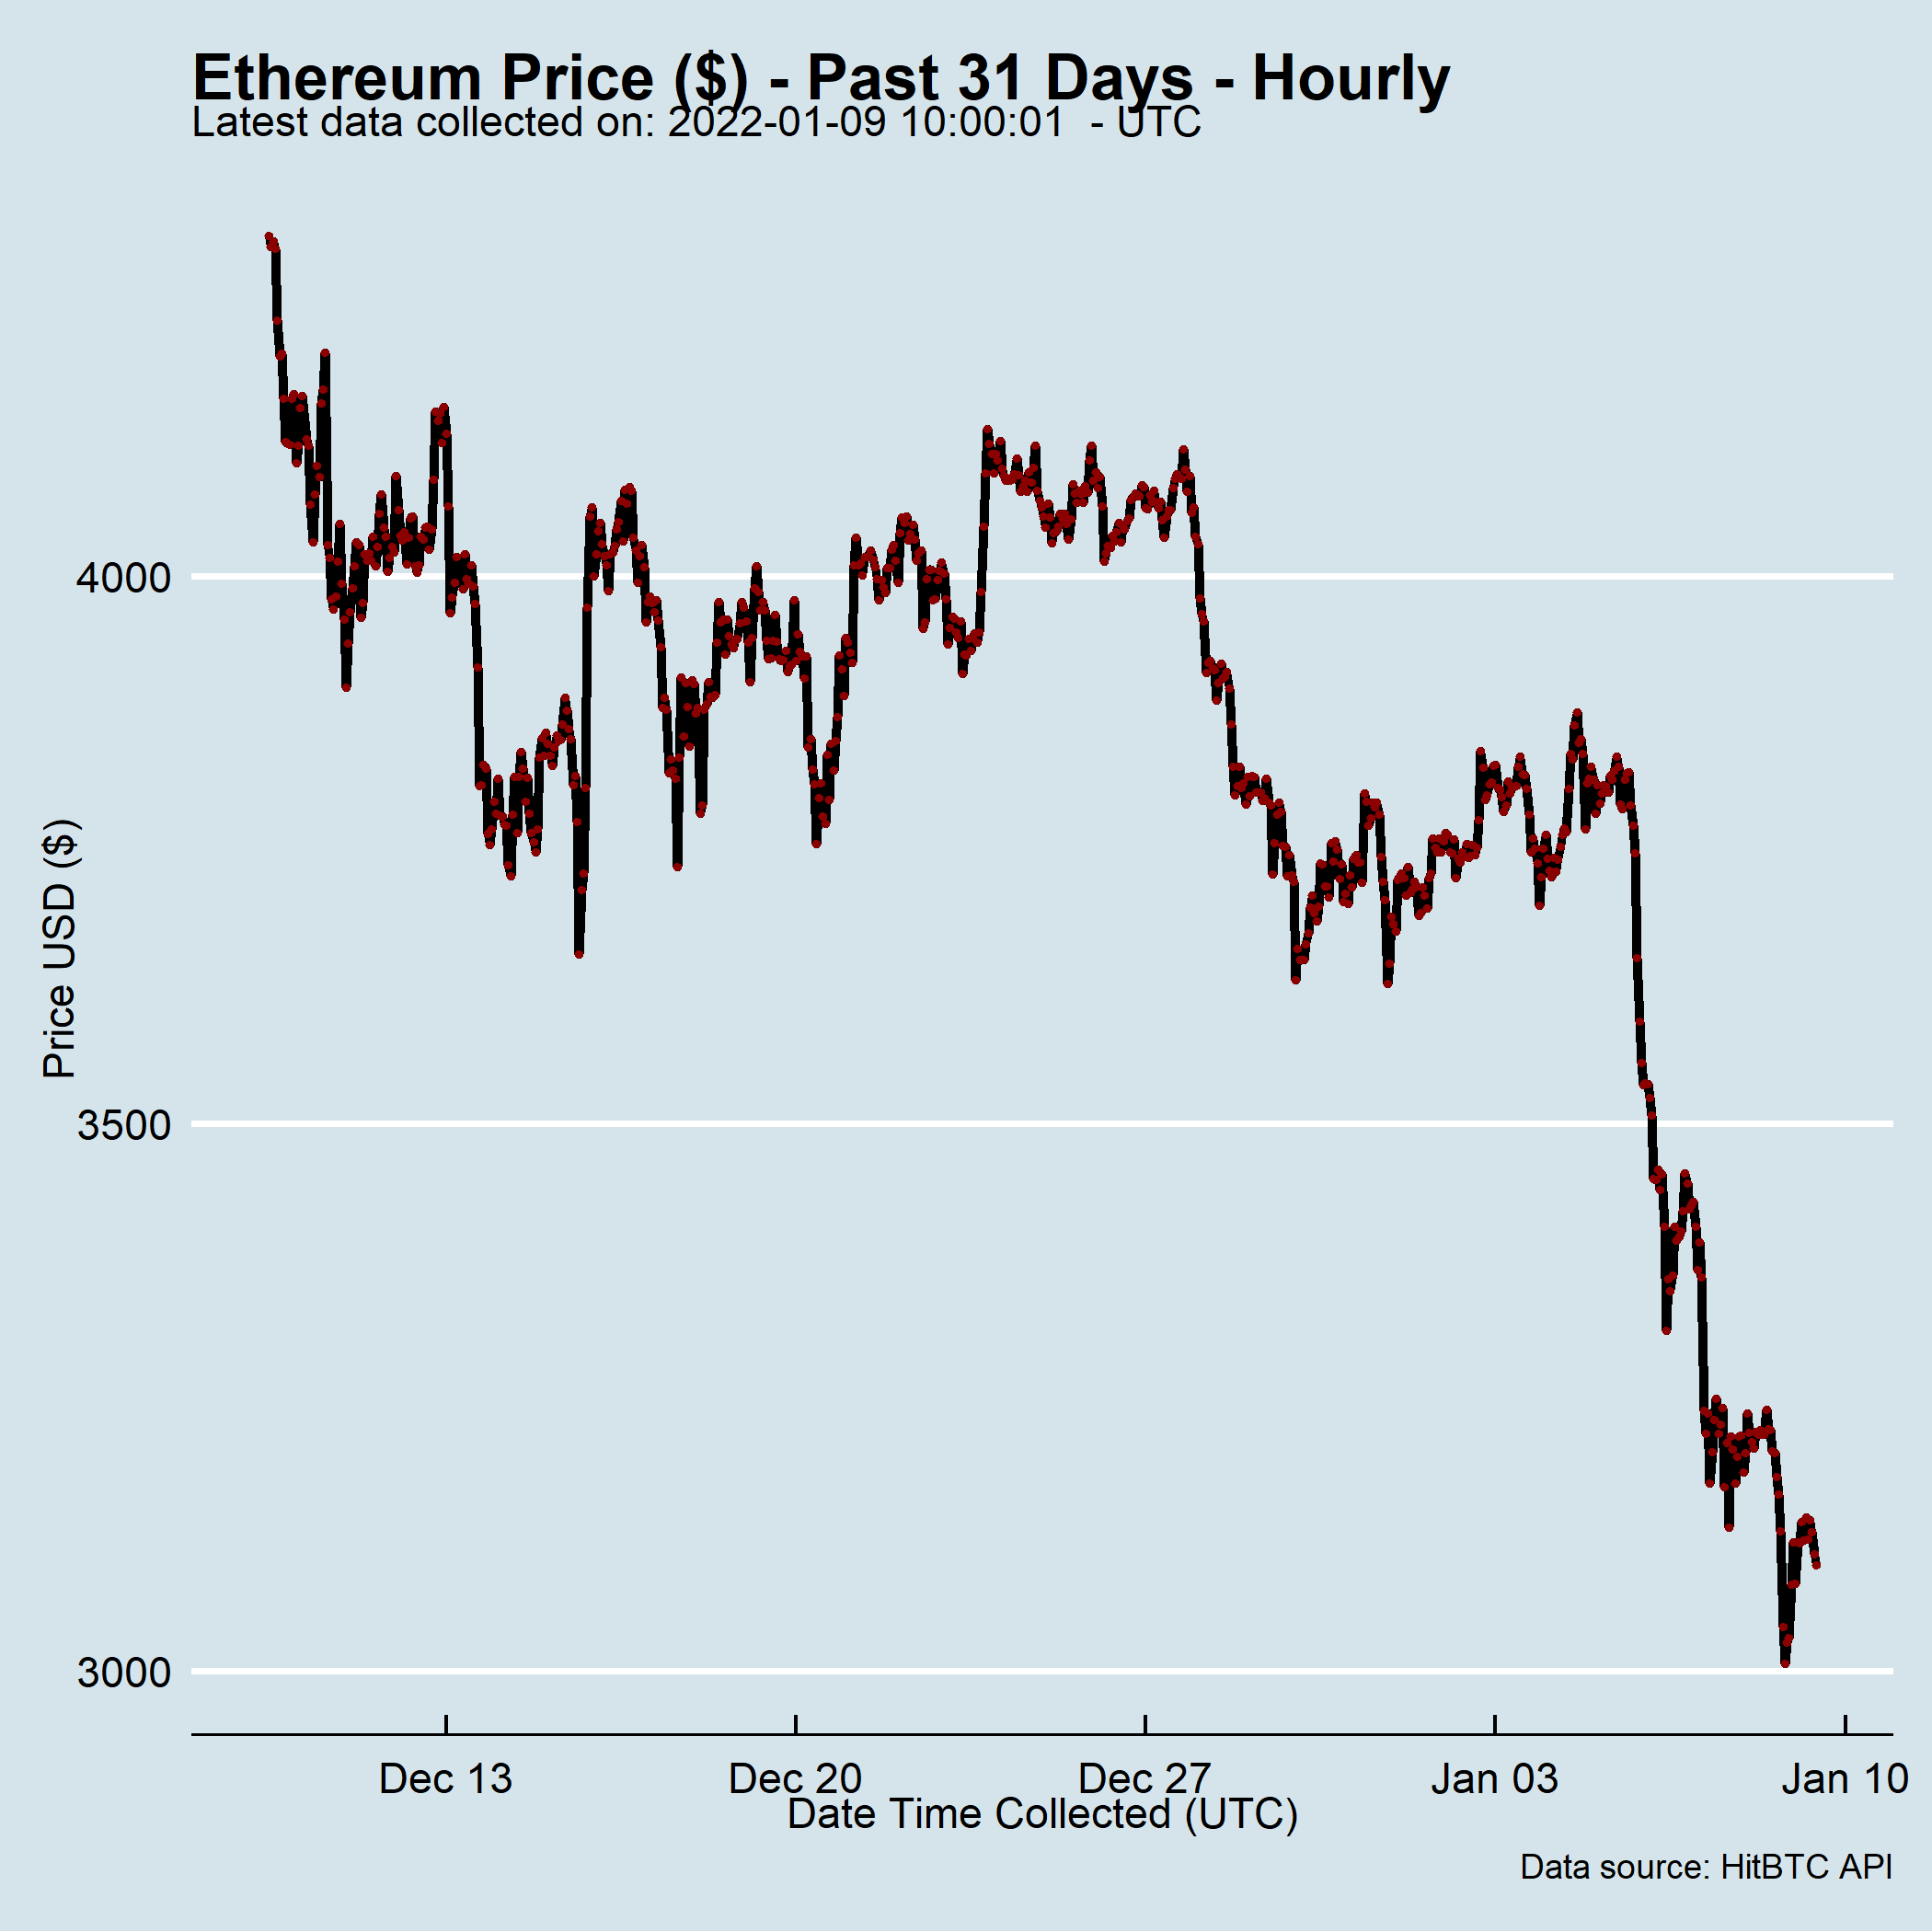 Ethereum Price ($) - Past 31 Days - Hourly
Latest data collected on: 2022-01-09 10:00:01  - UTC
Price USD ($)
4000
3500
3000
Dec 13 Dec 20 Dec 27 Jan 03 Jan 10
Date Time Collected (UTC)
Data source: HitBTC API